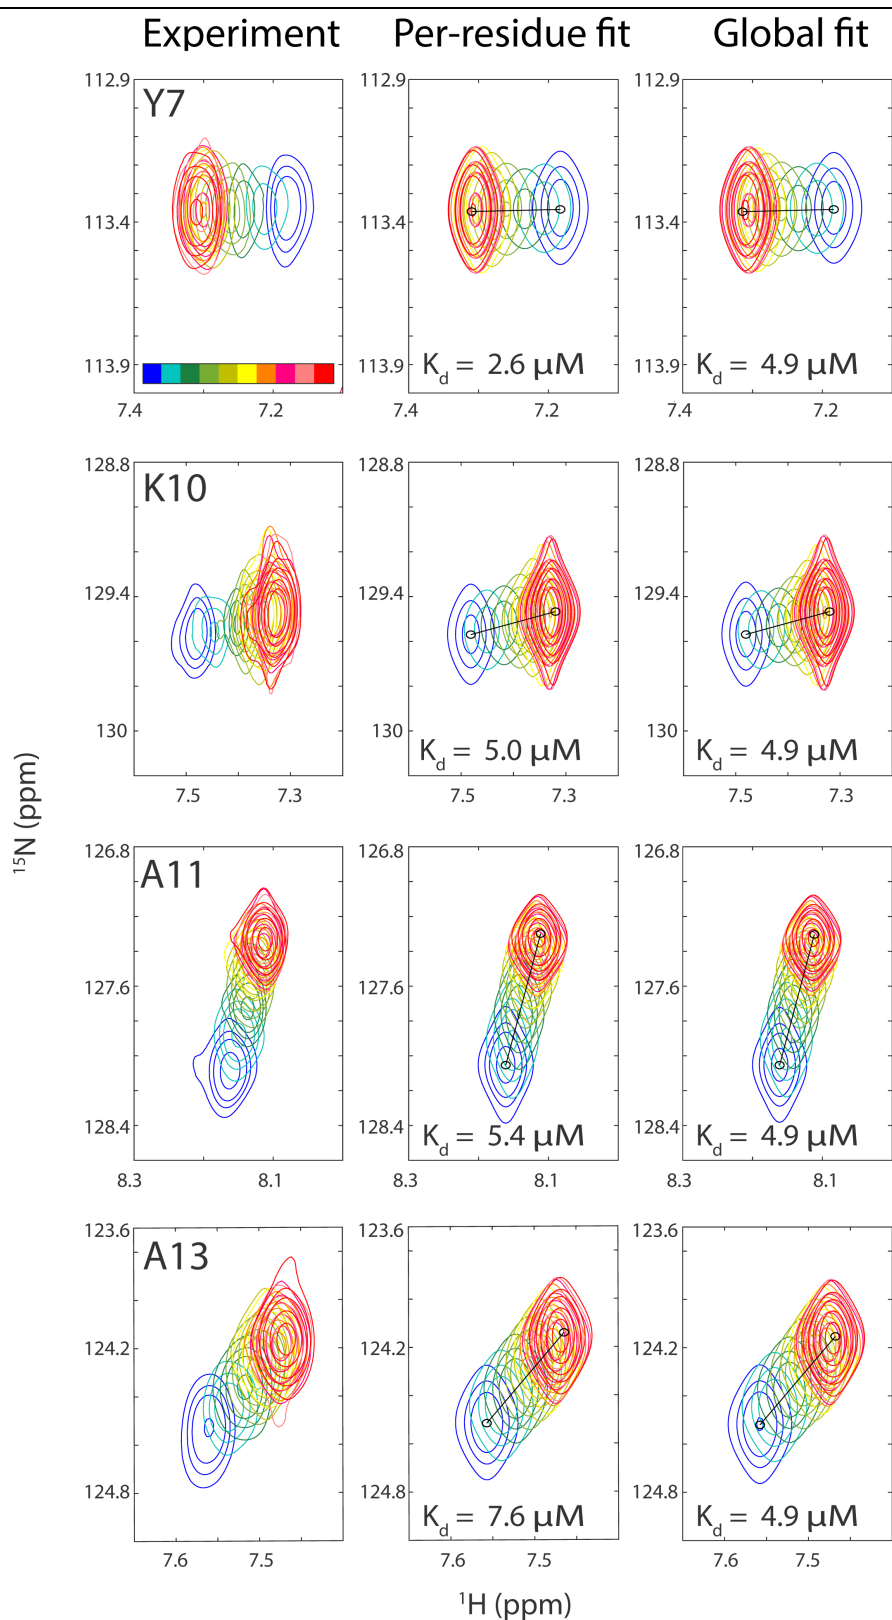 Experiment Per-residue fit Global fit
112.9 112.9 112.9
Y7
113.4 113.4 113.4
113.9 113.9 113.9
Kd = 2.6 μM Kd = 4.9 μM
7.4 7.2 7.4 7.2 7.4 7.2
128.8 128.8 128.8
K10
129.4 129.4 129.4
130 130 130
Kd = 5.0 μM Kd = 4.9 μM
7.5 7.3 7.5 7.3 7.5 7.3
15N (ppm)
126.8 126.8 126.8
A11
127.6 127.6 127.6
128.4 128.4 128.4
Kd = 5.4 μM Kd = 4.9 μM
8.3 8.1 8.3 8.1 8.3 8.1
123.6 123.6 123.6
A13
124.2 124.2 124.2
124.8 124.8 124.8
Kd = 7.6 μM Kd = 4.9 μM
7.6 7.5 7.6 7.5 7.6 7.5
1H (ppm)